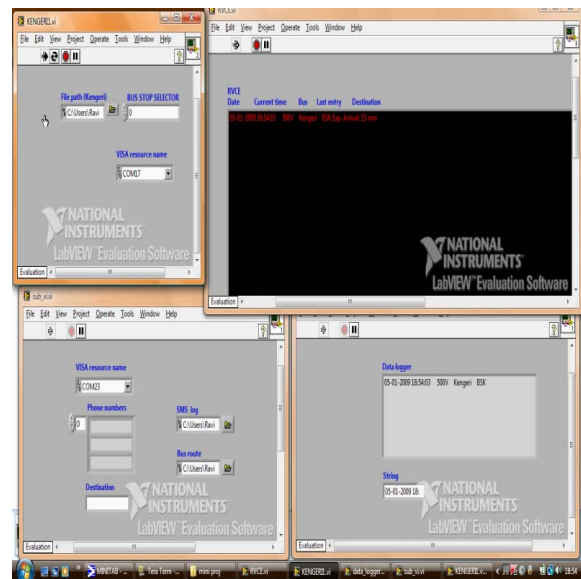 KENGERI1.vi
File Edit View Project Operate Tools Window Help
File path (Kengeri) BUS STOP SELECTOR
C:\Users\Ravi 0
VISA resource name
COM17
NATIONAL INSTRUMENTS
LabVIEW Evaluation Software
Evaluation
RVCE.vi
File Edit View Project Operate Tools Window Help
RVCE
Date Current time Bus Last entry Destination
05-01-2009 18:54:03 500V Kengeri BSK Exp. Arrival: 15 min
NATIONAL INSTRUMENTS
LabVIEW Evaluation Software
Evaluation
sub_vi.vi
File Edit View Project Operate Tools Window Help
VISA resource name
COM23
Phone numbers
0
SMS log
C:\Users\Ravi
Bus route
C:\Users\Ravi
Destination
NATIONAL INSTRUMENTS
LabVIEW Evaluation Software
Evaluation
Data logger
05-01-2009 18:54:03 500V Kengeri BSK
String
05-01-2009 18:
NATIONAL INSTRUMENTS
LabVIEW Evaluation Software
Evaluation
MINITAB - ... Tera Term - ... mini proj RVCE.vi KENGERI1.vi data_logger... sub_vi.vi KENGERI1.v... 18:54